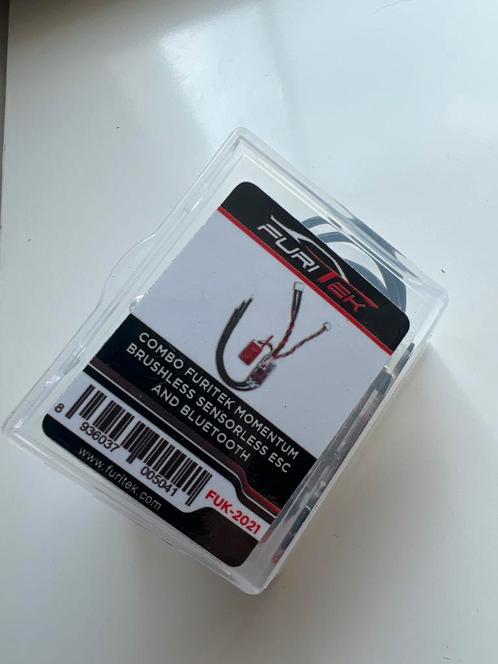 FURITEK
COMBO FURITEK MOMENTUM
BRUSHLESS SENSORLESS ESC
AND BLUETOOTH
8 936037 005041
FUK-2021
www.furitek.com